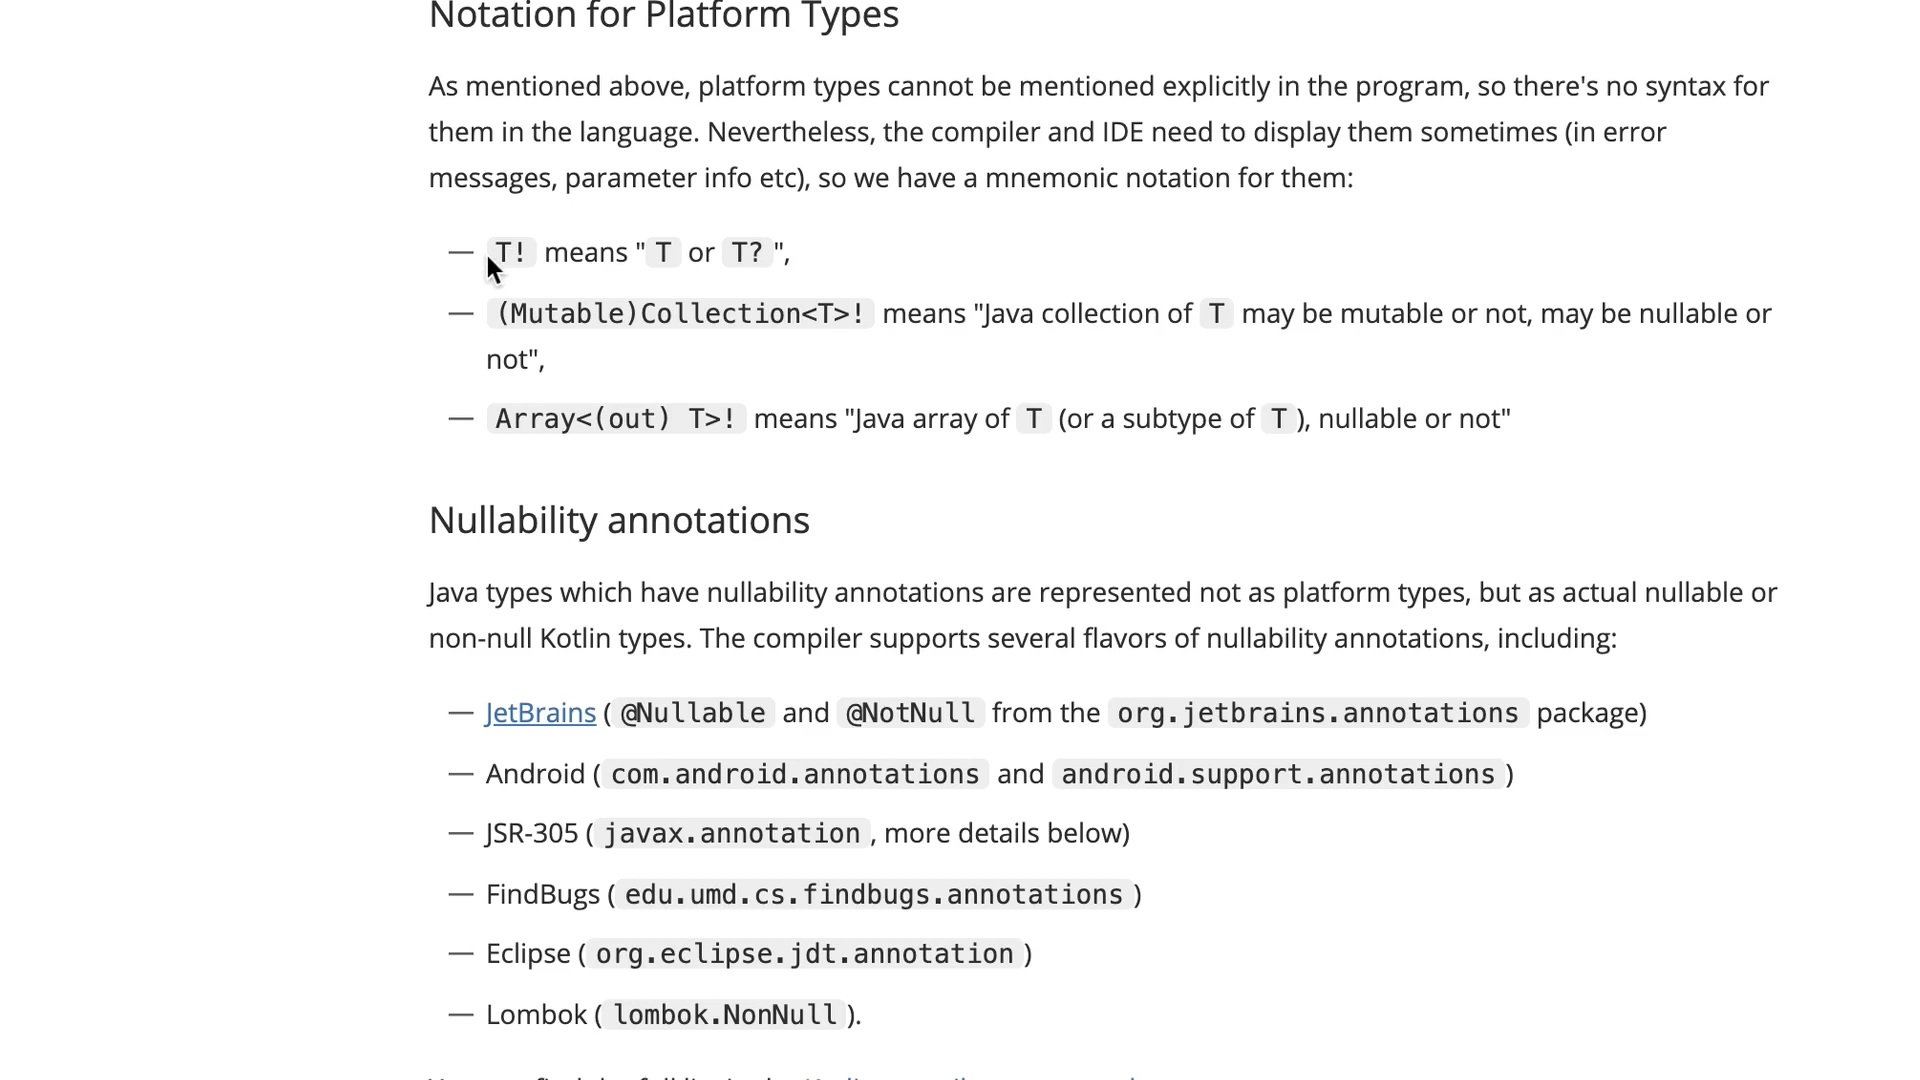 Notation for Platform Types
As mentioned above, platform types cannot be mentioned explicitly in the program, so there's no syntax for
them in the language. Nevertheless, the compiler and IDE need to display them sometimes (in error
messages, parameter info etc), so we have a mnemonic notation for them:
— T! means "T or T?",
— (Mutable)Collection<T>! means "Java collection of T may be mutable or not, may be nullable or
not",
— Array<(out) T>! means "Java array of T (or a subtype of T), nullable or not"
Nullability annotations
Java types which have nullability annotations are represented not as platform types, but as actual nullable or
non-null Kotlin types. The compiler supports several flavors of nullability annotations, including:
— JetBrains (@Nullable and @NotNull from the org.jetbrains.annotations package)
— Android (com.android.annotations and android.support.annotations)
— JSR-305 (javax.annotation, more details below)
— FindBugs (edu.umd.cs.findbugs.annotations)
— Eclipse (org.eclipse.jdt.annotation)
— Lombok (lombok.NonNull).